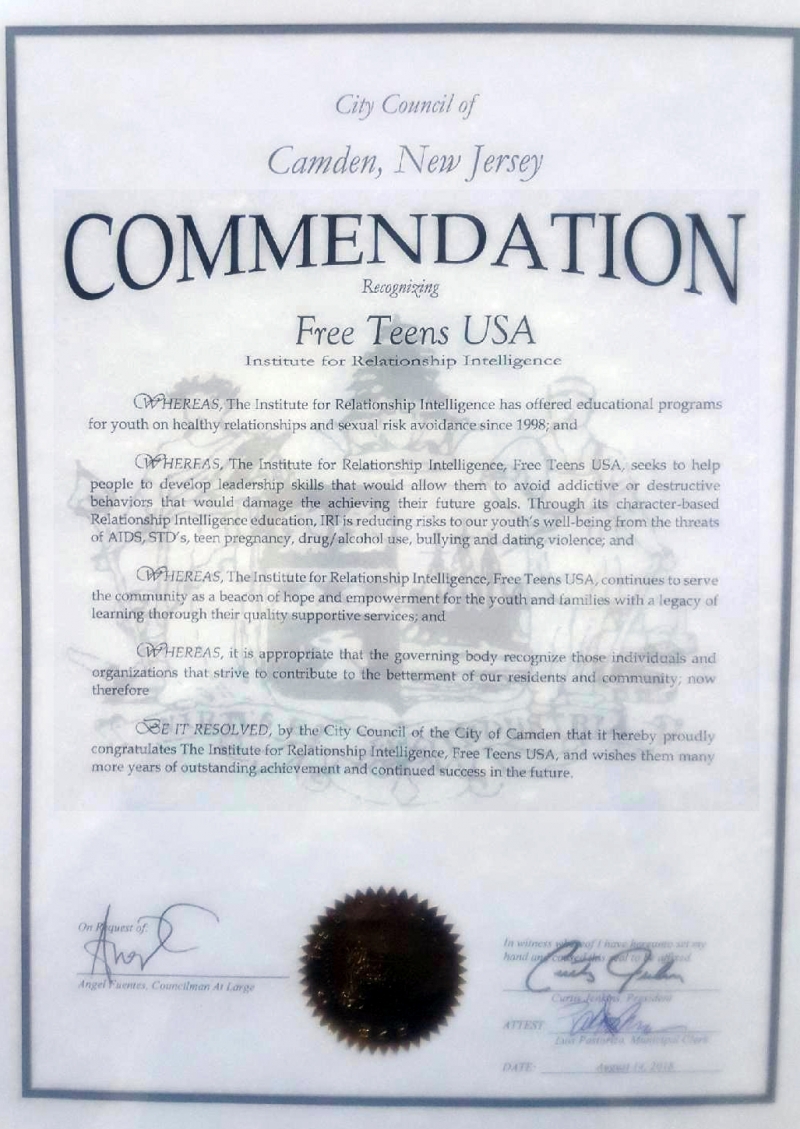 City Council of
Camden, New Jersey
COMMENDATION
Recognizing
Free Teens USA
Institute for Relationship Intelligence
WHEREAS, The Institute for Relationship Intelligence has offered educational programs
for youth on healthy relationships and sexual risk avoidance since 1998; and
WHEREAS, The Institute for Relationship Intelligence, Free Teens USA, seeks to help
people to develop leadership skills that would allow them to avoid addictive or destructive
behaviors that would damage the achieving their future goals. Through its character-based
Relationship Intelligence education, IRI is reducing risks to our youth's well-being from the threats
of AIDS, STD's, teen pregnancy, drug/alcohol use, bullying and dating violence; and
WHEREAS, The Institute for Relationship Intelligence, Free Teens USA, continues to serve
the community as a beacon of hope and empowerment for the youth and families with a legacy of
learning thorough their quality supportive services; and
WHEREAS, it is appropriate that the governing body recognize those individuals and
organizations that strive to contribute to the betterment of our residents and community; now
therefore
BE IT RESOLVED, by the City Council of the City of Camden that it hereby proudly
congratulates The Institute for Relationship Intelligence, Free Teens USA, and wishes them many
more years of outstanding achievement and continued success in the future.
On Request of:
Angel Fuentes, Councilman At Large
In witness whereof I have hereunto set my
hand and caused this seal to be affixed
Curtis Jenkins, President
ATTEST:
Luis Pastoriza, Municipal Clerk
DATE: August